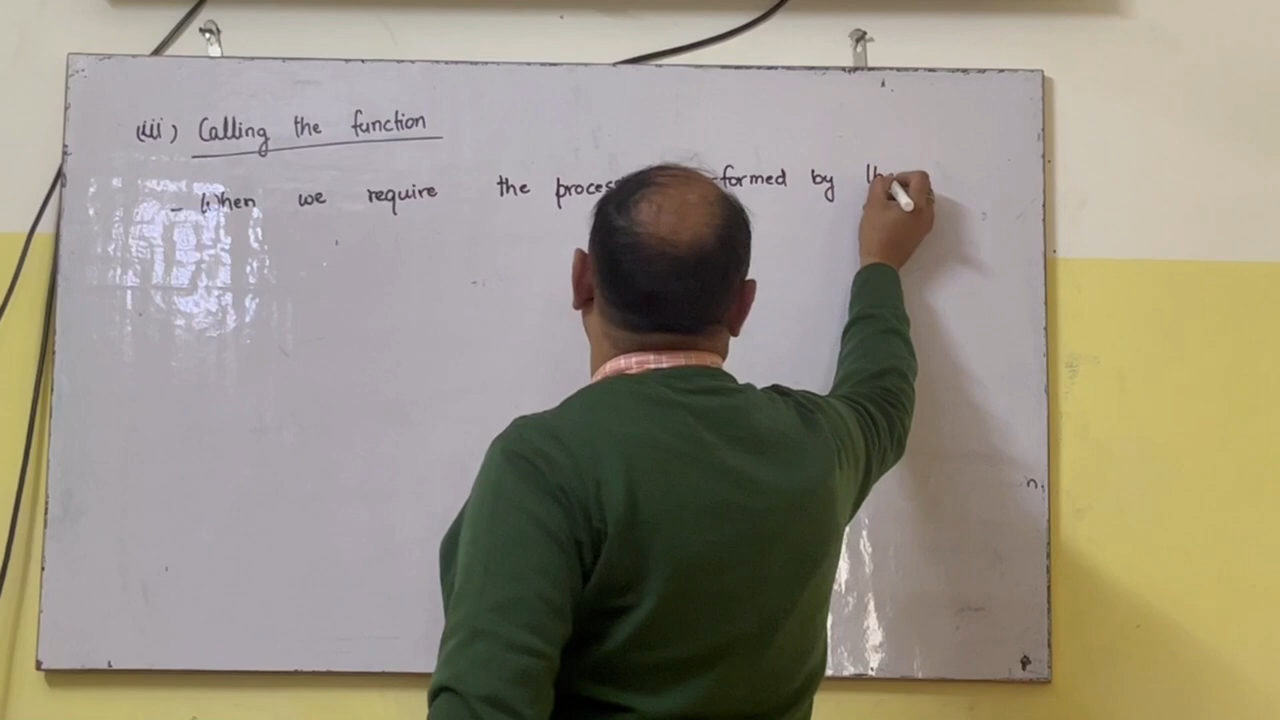 (iii) Calling the function
- When we require the formed by